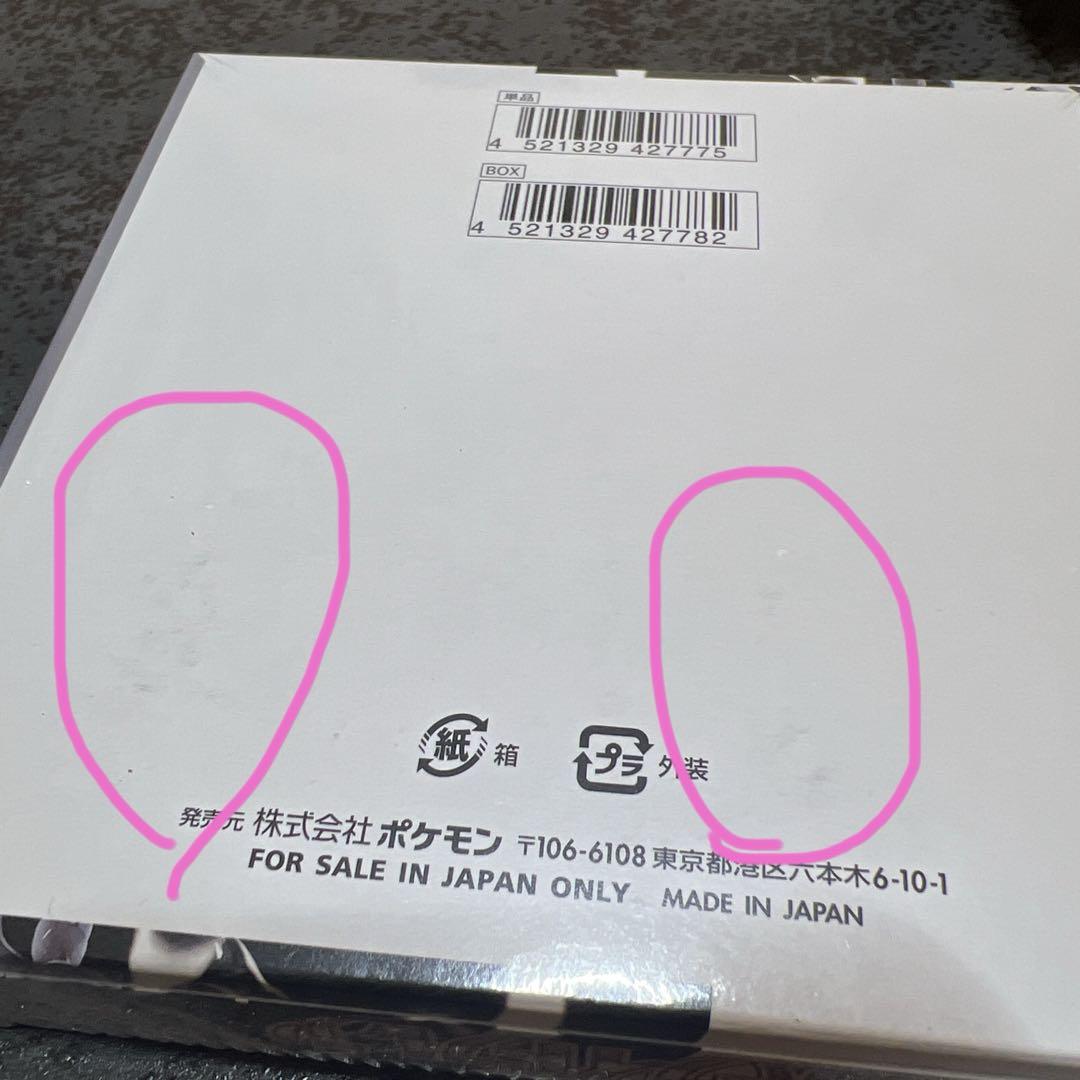 単品
4 521329 427775
BOX
4 521329 427782
紙 箱
プラ 外装
発売元 株式会社ポケモン 〒106-6108 東京都港区六本木6-10-1
FOR SALE IN JAPAN ONLY MADE IN JAPAN